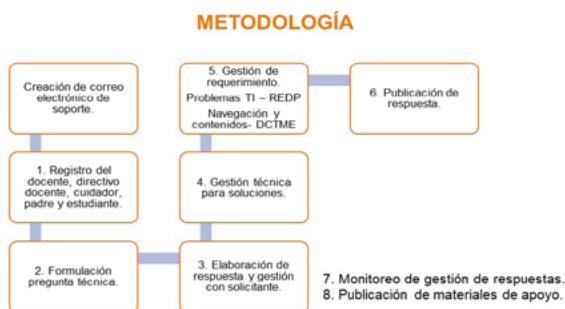 METODOLOGÍA
Creación de correo
electrónico de
soporte.
1. Registro del
docente, directivo
docente, cuidador,
padre y estudiante.
2. Formulación
pregunta técnica.
3. Elaboración de
respuesta y gestión
con solicitante.
4. Gestión técnica
para soluciones.
5. Gestión de
requerimiento.
Problemas TI – REDP
Navegación y
contenidos- DCTME
6. Publicación de
respuesta.
7. Monitoreo de gestión de respuestas.
8. Publicación de materiales de apoyo.